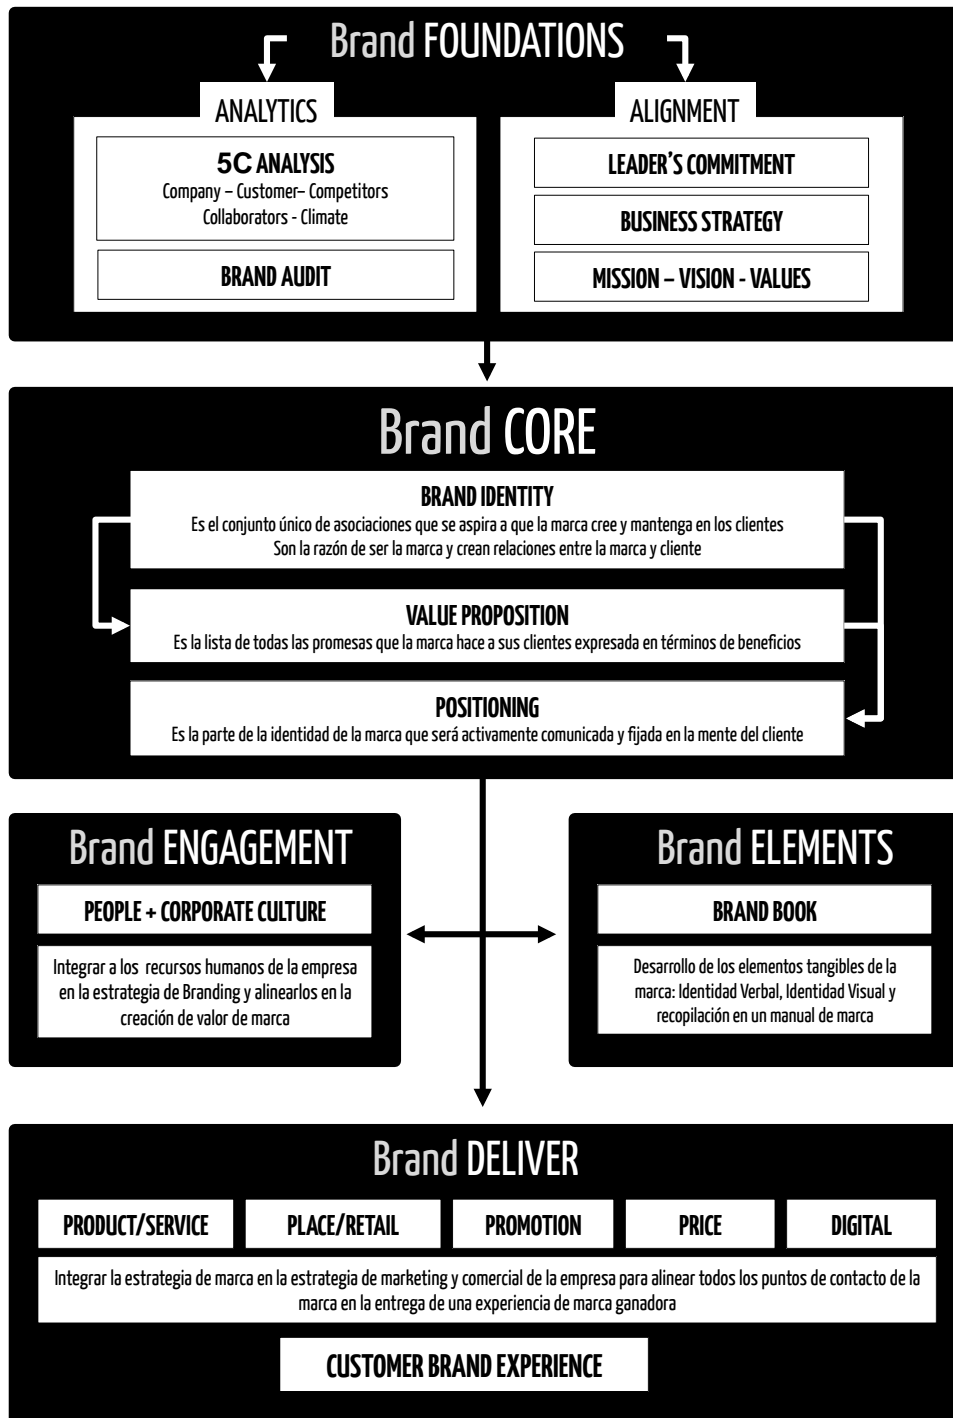 Brand FOUNDATIONS
ANALYTICS
5C ANALYSIS
Company – Customer– Competitors
Collaborators - Climate
BRAND AUDIT
ALIGNMENT
LEADER'S COMMITMENT
BUSINESS STRATEGY
MISSION – VISION - VALUES
Brand CORE
BRAND IDENTITY
Es el conjunto único de asociaciones que se aspira a que la marca cree y mantenga en los clientes
Son la razón de ser la marca y crean relaciones entre la marca y cliente
VALUE PROPOSITION
Es la lista de todas las promesas que la marca hace a sus clientes expresada en términos de beneficios
POSITIONING
Es la parte de la identidad de la marca que será activamente comunicada y fijada en la mente del cliente
Brand ENGAGEMENT
PEOPLE + CORPORATE CULTURE
Integrar a los recursos humanos de la empresa
en la estrategia de Branding y alinearlos en la
creación de valor de marca
Brand ELEMENTS
BRAND BOOK
Desarrollo de los elementos tangibles de la
marca: Identidad Verbal, Identidad Visual y
recopilación en un manual de marca
Brand DELIVER
PRODUCT/SERVICE
PLACE/RETAIL
PROMOTION
PRICE
DIGITAL
Integrar la estrategia de marca en la estrategia de marketing y comercial de la empresa para alinear todos los puntos de contacto de la
marca en la entrega de una experiencia de marca ganadora
CUSTOMER BRAND EXPERIENCE